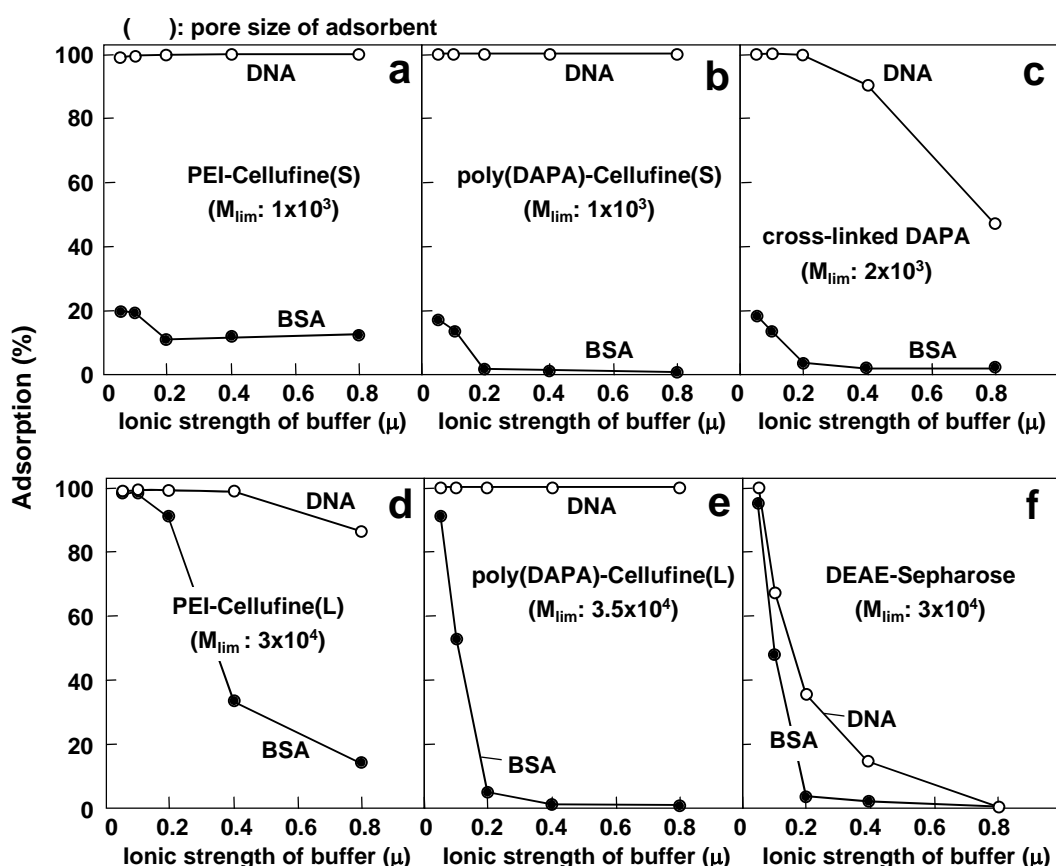 ( ): pore size of adsorbent
Adsorption (%)
100
80
60
40
20
0
a
DNA
PEI-Cellufine(S)
(Mlim: 1x10³)
BSA
0 0.2 0.4 0.6 0.8
Ionic strength of buffer (μ)
b
DNA
poly(DAPA)-Cellufine(S)
(Mlim: 1x10³)
BSA
0 0.2 0.4 0.6 0.8
Ionic strength of buffer (μ)
c
DNA
cross-linked DAPA
(Mlim: 2x10³)
BSA
0 0.2 0.4 0.6 0.8
Ionic strength of buffer (μ)
100
80
60
40
20
0
d
DNA
PEI-Cellufine(L)
(Mlim : 3x10⁴)
BSA
0 0.2 0.4 0.6 0.8
Ionic strength of buffer (μ)
e
DNA
poly(DAPA)-Cellufine(L)
(Mlim: 3.5x10⁴)
BSA
0 0.2 0.4 0.6 0.8
Ionic strength of buffer (μ)
f
DEAE-Sepharose
(Mlim: 3x10⁴)
DNA
BSA
0 0.2 0.4 0.6 0.8
Ionic strength of buffer (μ)